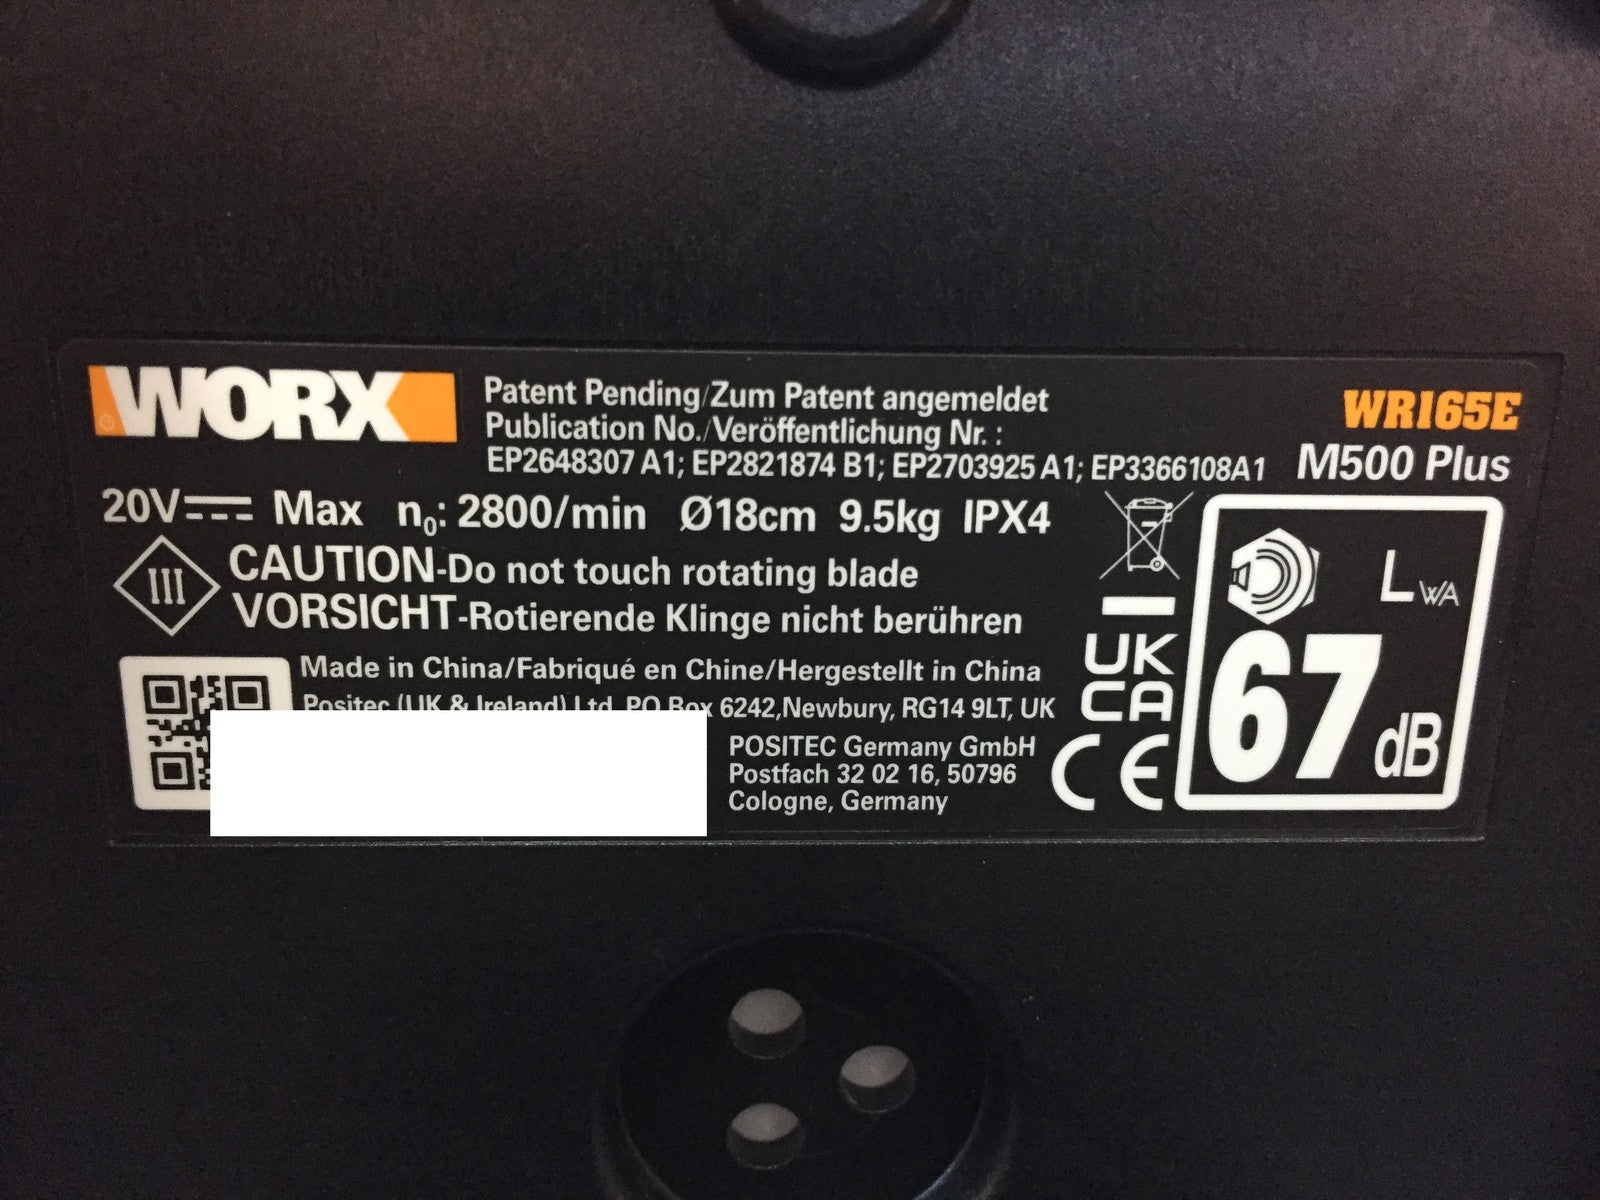 WORX
Patent Pending/Zum Patent angemeldet
Publication No./Veröffentlichung Nr. :
EP2648307 A1; EP2821874 B1; EP2703925 A1; EP3366108A1
WR165E
M500 Plus
20V Max n0: 2800/min Ø18cm 9.5kg IPX4
III
CAUTION-Do not touch rotating blade
VORSICHT-Rotierende Klinge nicht berühren
Made in China/Fabriqué en Chine/Hergestellt in China
Positec (UK & Ireland) Ltd. PO Box 6242,Newbury, RG14 9LT, UK
POSITEC Germany GmbH
Postfach 32 02 16, 50796
Cologne, Germany
UK
CA
CE
LWA
67
dB